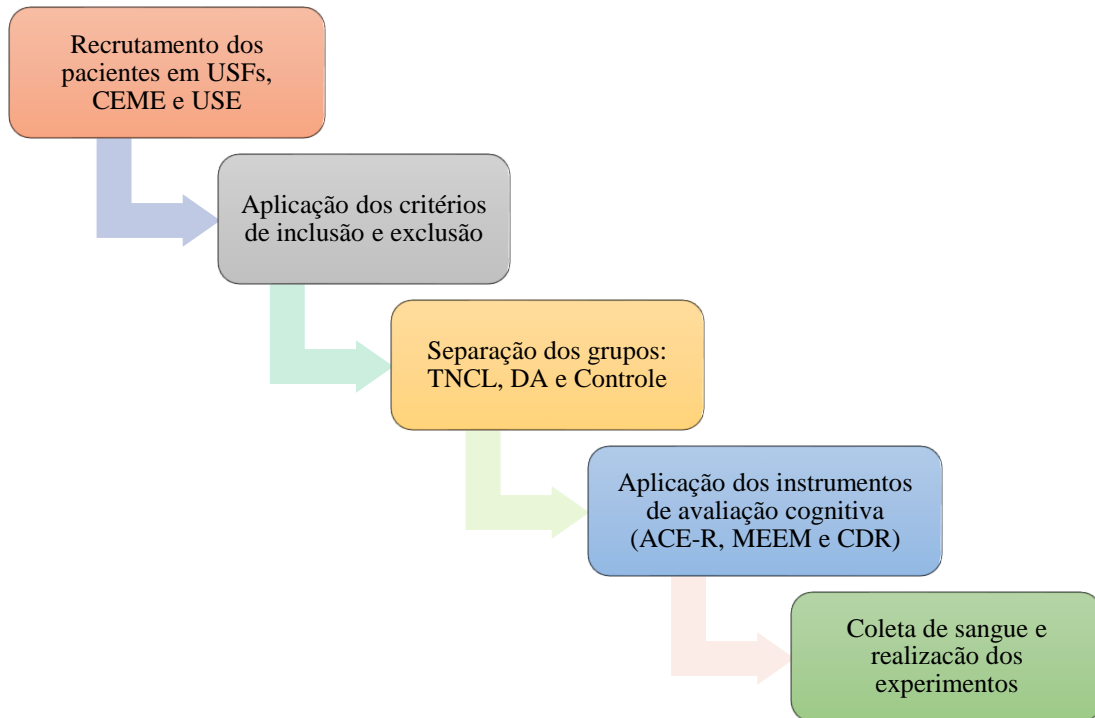 Recrutamento dos
pacientes em USFs,
CEME e USE
Aplicação dos critérios
de inclusão e exclusão
Separação dos grupos:
TNCL, DA e Controle
Aplicação dos instrumentos
de avaliação cognitiva
(ACE-R, MEEM e CDR)
Coleta de sangue e
realizacão dos
experimentos